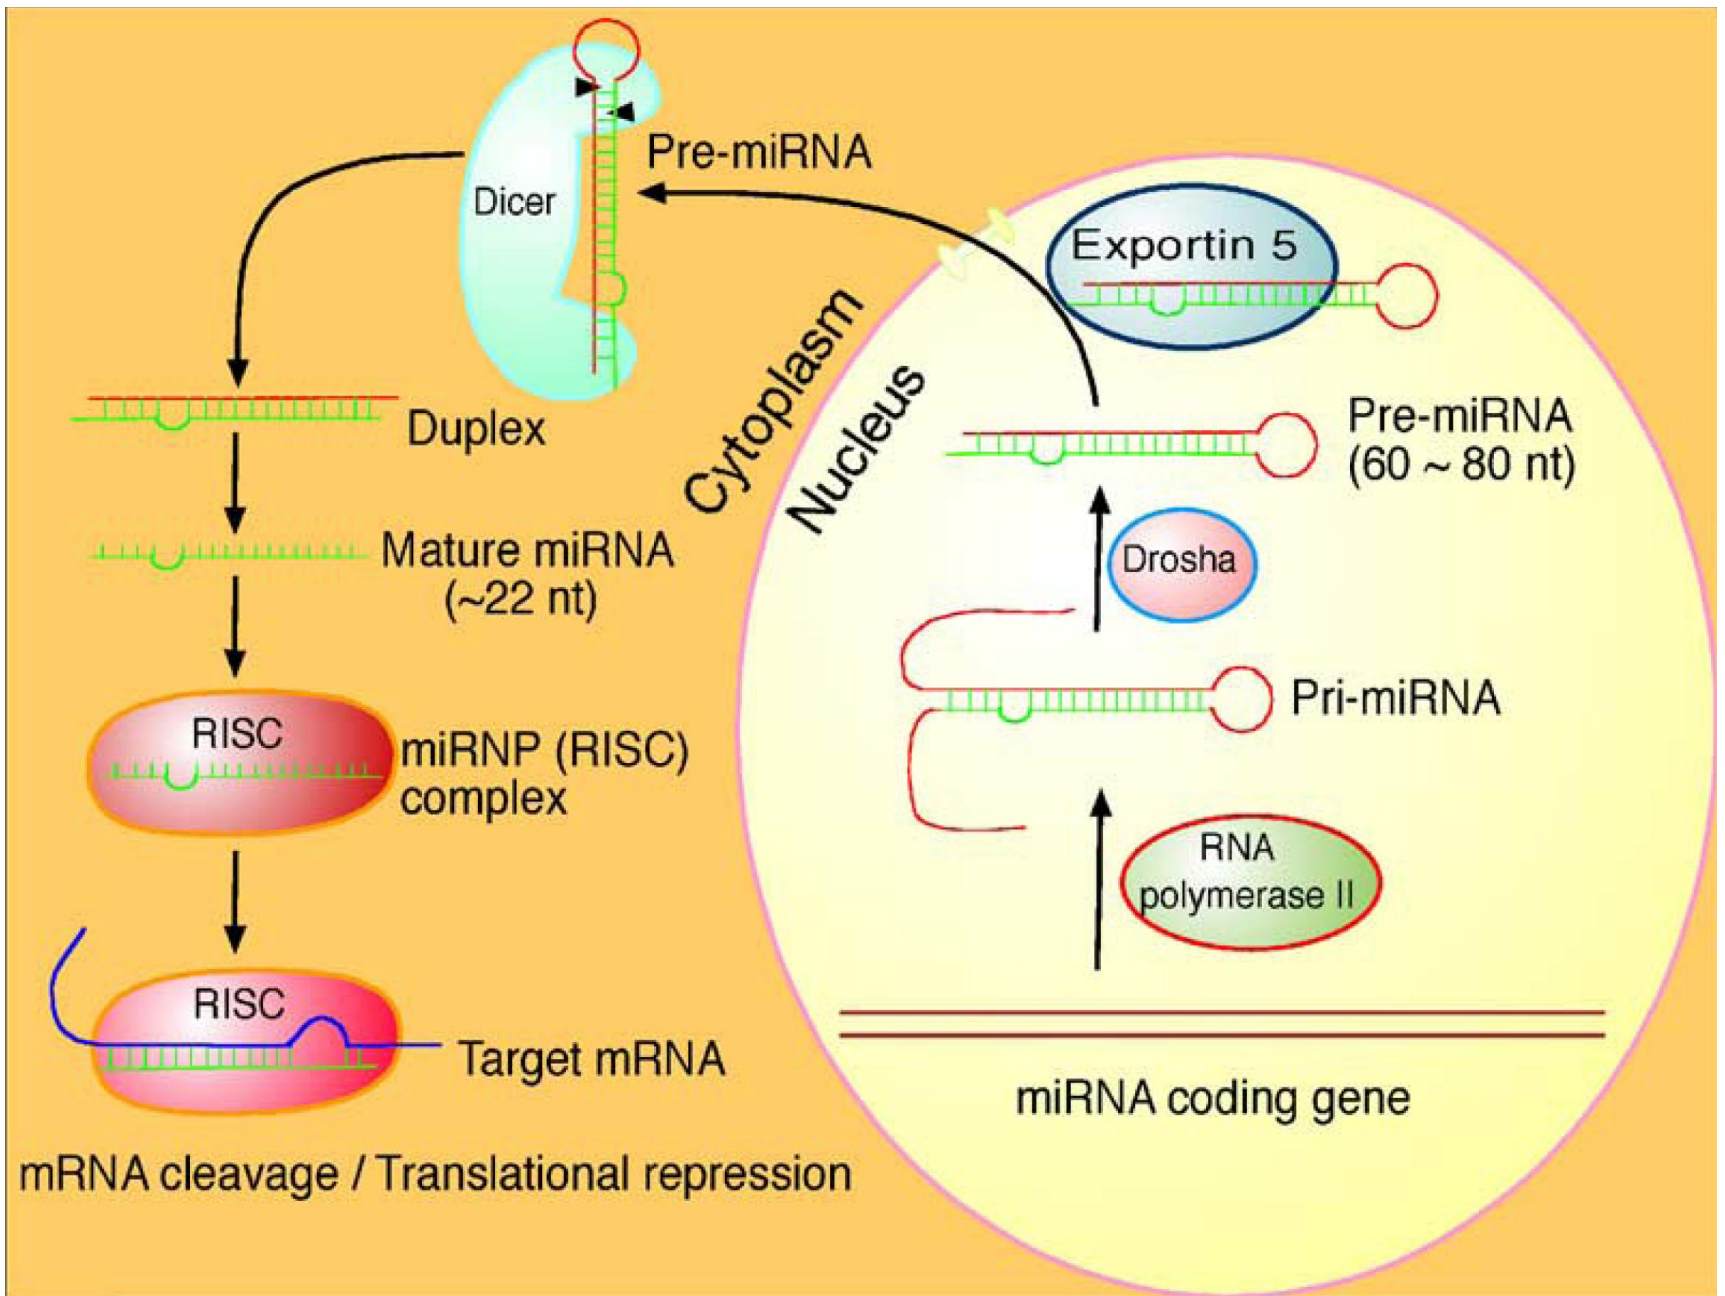 Pre-miRNA
Dicer
Exportin 5
Cytoplasm
Nucleus
Pre-miRNA
(60 ~ 80 nt)
Duplex
Drosha
Mature miRNA
(~22 nt)
Pri-miRNA
RISC
miRNP (RISC)
complex
RNA
polymerase II
RISC
Target mRNA
miRNA coding gene
mRNA cleavage / Translational repression